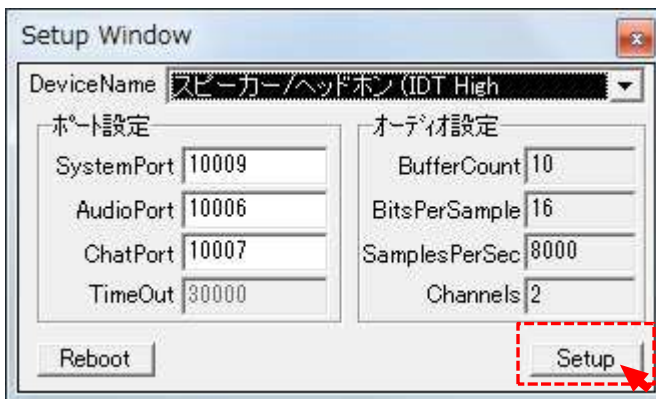 Setup Window
DeviceName スピーカー/ヘッドホン (IDT High
ポート設定
SystemPort 10009
AudioPort 10006
ChatPort 10007
TimeOut 30000
オーディオ設定
BufferCount 10
BitsPerSample 16
SamplesPerSec 8000
Channels 2
Reboot
Setup